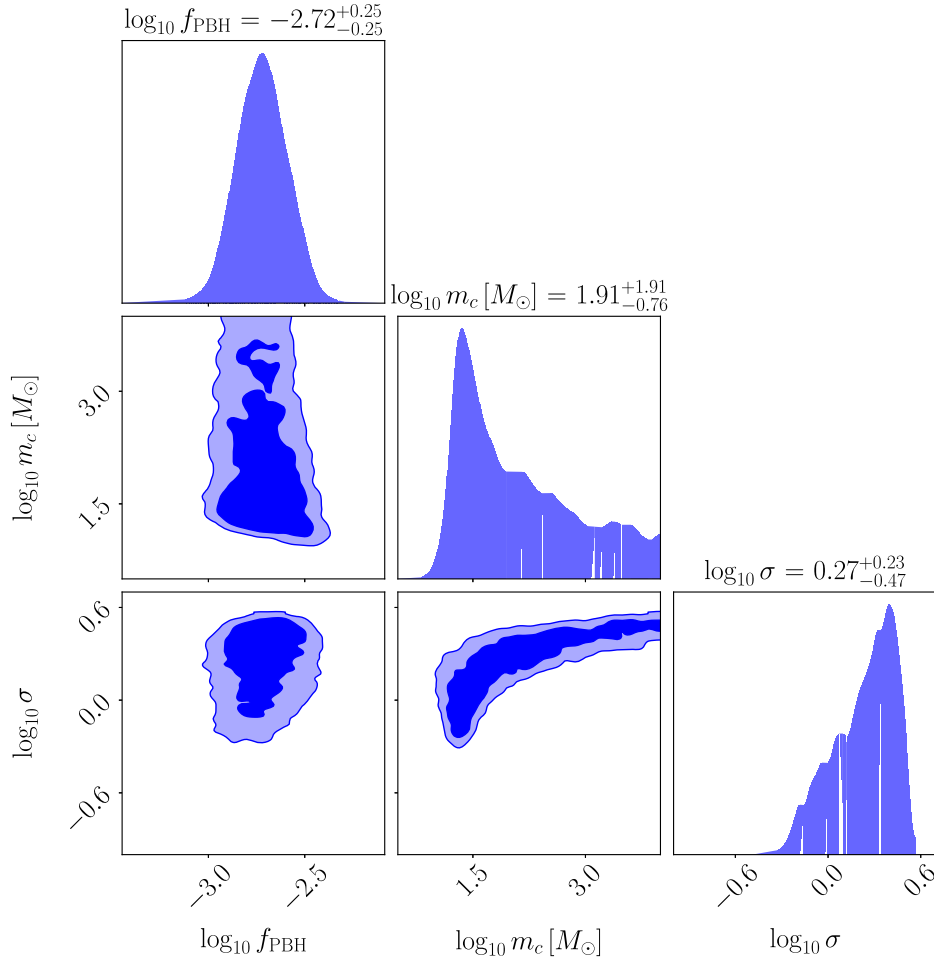 log₁₀ f_PBH = −2.72^{+0.25}_{−0.25}
log₁₀ m_c [M_⊙] = 1.91^{+1.91}_{−0.76}
log₁₀ m_c [M_⊙]
3.0
1.5
log₁₀ σ = 0.27^{+0.23}_{−0.47}
log₁₀ σ
0.6
0.0
−0.6
−3.0 −2.5 1.5 3.0 −0.6 0.0 0.6
log₁₀ f_PBH log₁₀ m_c [M_⊙] log₁₀ σ